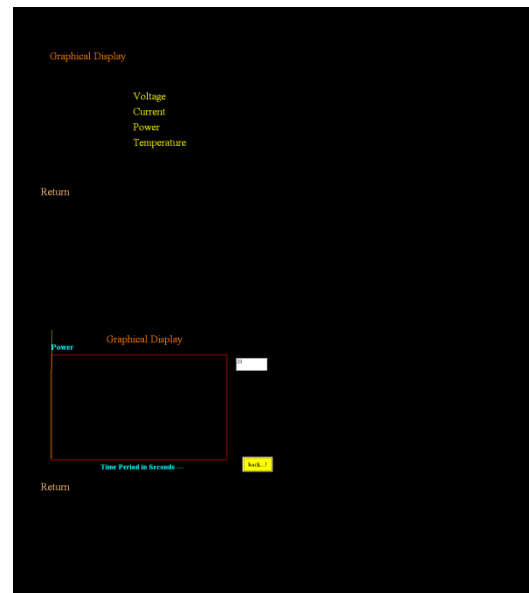 Graphical Display
Voltage
Current
Power
Temperature
Return
Graphical Display
Power
Time Period in Seconds ---
back...!
Return